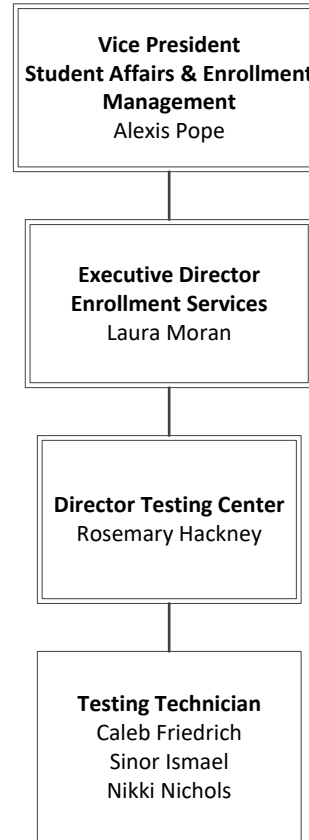 Vice President
Student Affairs & Enrollment
Management
Alexis Pope
Executive Director
Enrollment Services
Laura Moran
Director Testing Center
Rosemary Hackney
Testing Technician
Caleb Friedrich
Sinor Ismael
Nikki Nichols